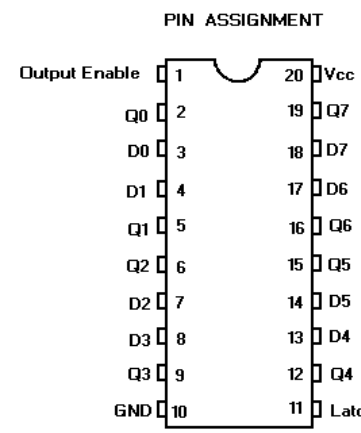 PIN ASSIGNMENT
Output Enable 1 20 Vcc
Q0 2 19 Q7
D0 3 18 D7
D1 4 17 D6
Q1 5 16 Q6
Q2 6 15 Q5
D2 7 14 D5
D3 8 13 D4
Q3 9 12 Q4
GND 10 11